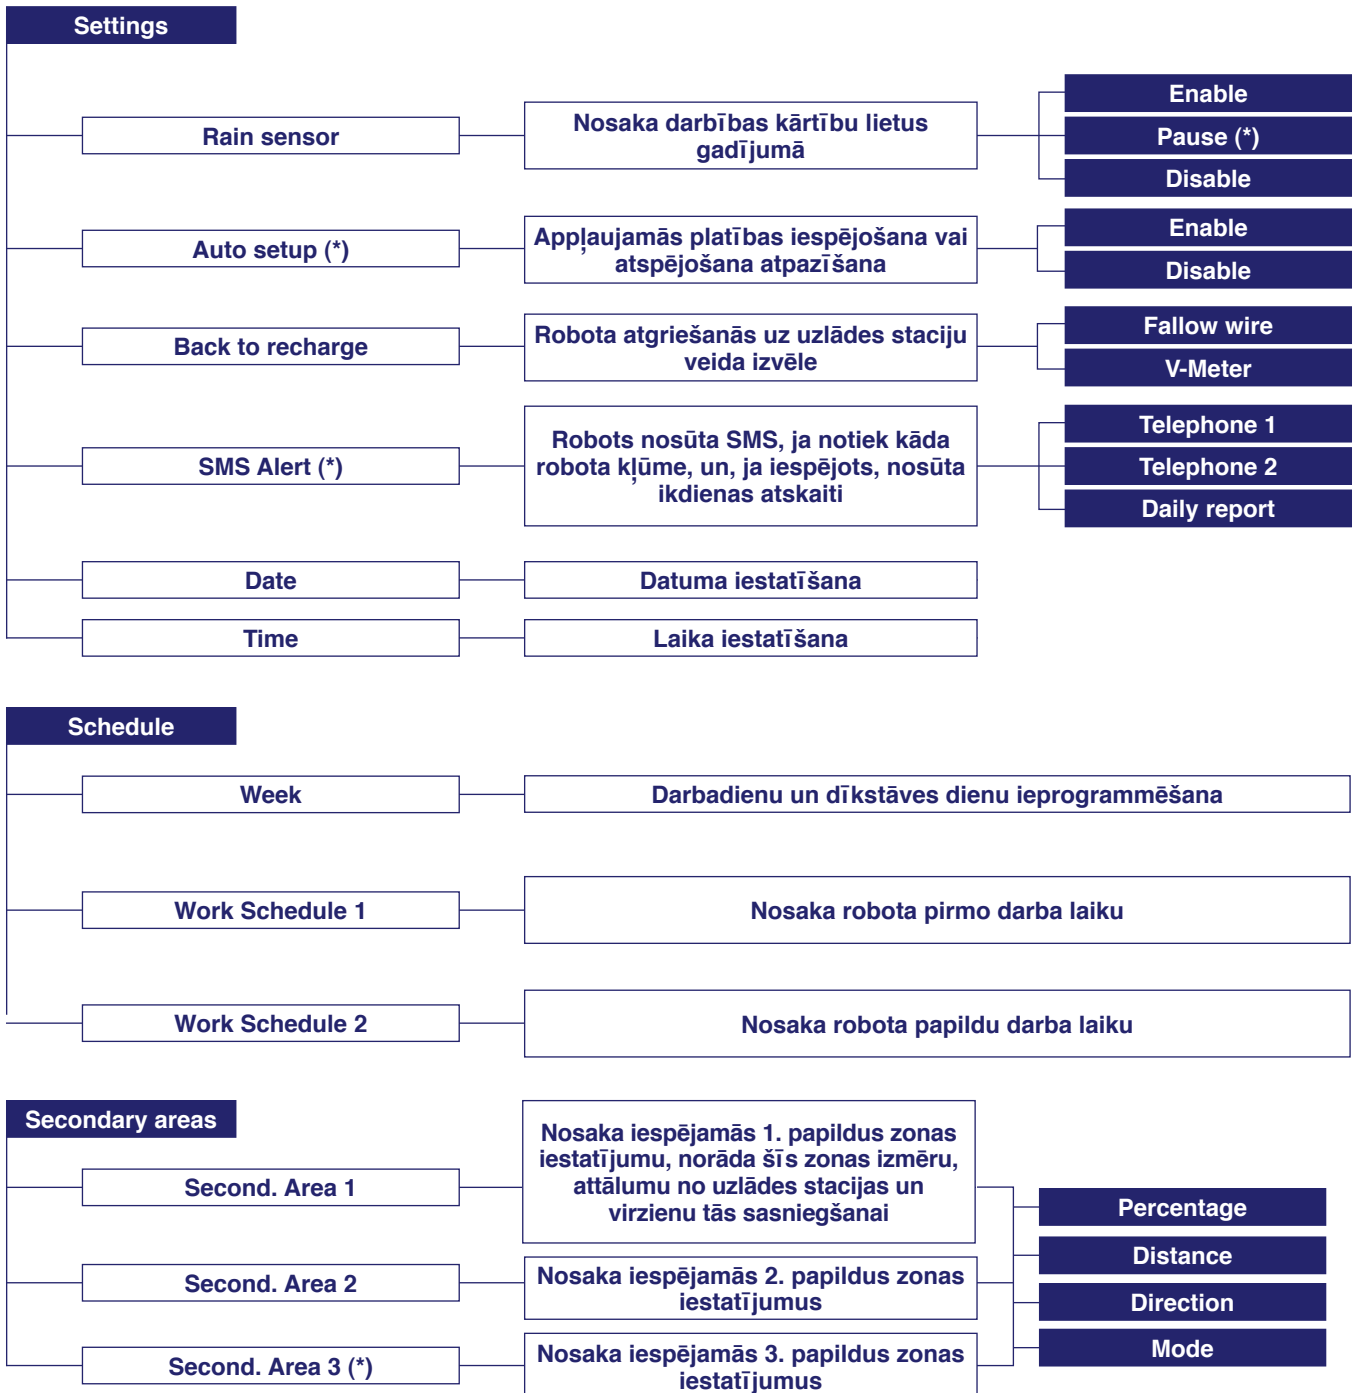 Settings
Rain sensor
Nosaka darbības kārtību lietus
gadījumā
Enable
Pause (*)
Disable
Auto setup (*)
Appļaujamās platības iespējošana vai
atspējošana atpazīšana
Enable
Disable
Back to recharge
Robota atgriešanās uz uzlādes staciju
veida izvēle
Fallow wire
V-Meter
SMS Alert (*)
Robots nosūta SMS, ja notiek kāda
robota kļūme, un, ja iespējots, nosūta
ikdienas atskaiti
Telephone 1
Telephone 2
Daily report
Date
Datuma iestatīšana
Time
Laika iestatīšana
Schedule
Week
Darbadienu un dīkstāves dienu ieprogrammēšana
Work Schedule 1
Nosaka robota pirmo darba laiku
Work Schedule 2
Nosaka robota papildu darba laiku
Secondary areas
Second. Area 1
Nosaka iespējamās 1. papildus zonas
iestatījumu, norāda šīs zonas izmēru,
attālumu no uzlādes stacijas un
virzienu tās sasniegšanai
Second. Area 2
Nosaka iespējamās 2. papildus zonas
iestatījumus
Second. Area 3 (*)
Nosaka iespējamās 3. papildus zonas
iestatījumus
Percentage
Distance
Direction
Mode